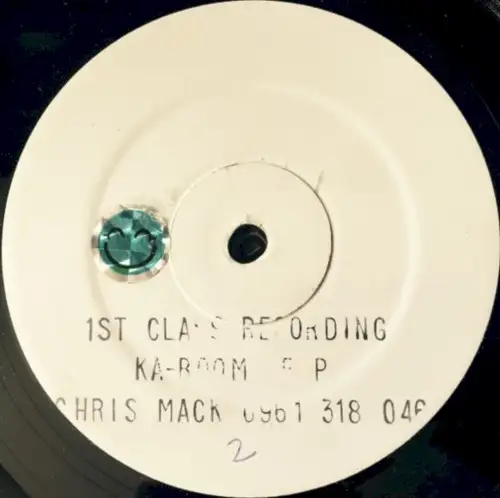 1ST CLASS RECORDING
KA-BOOM E P
CHRIS MACK 0961 318 046
2